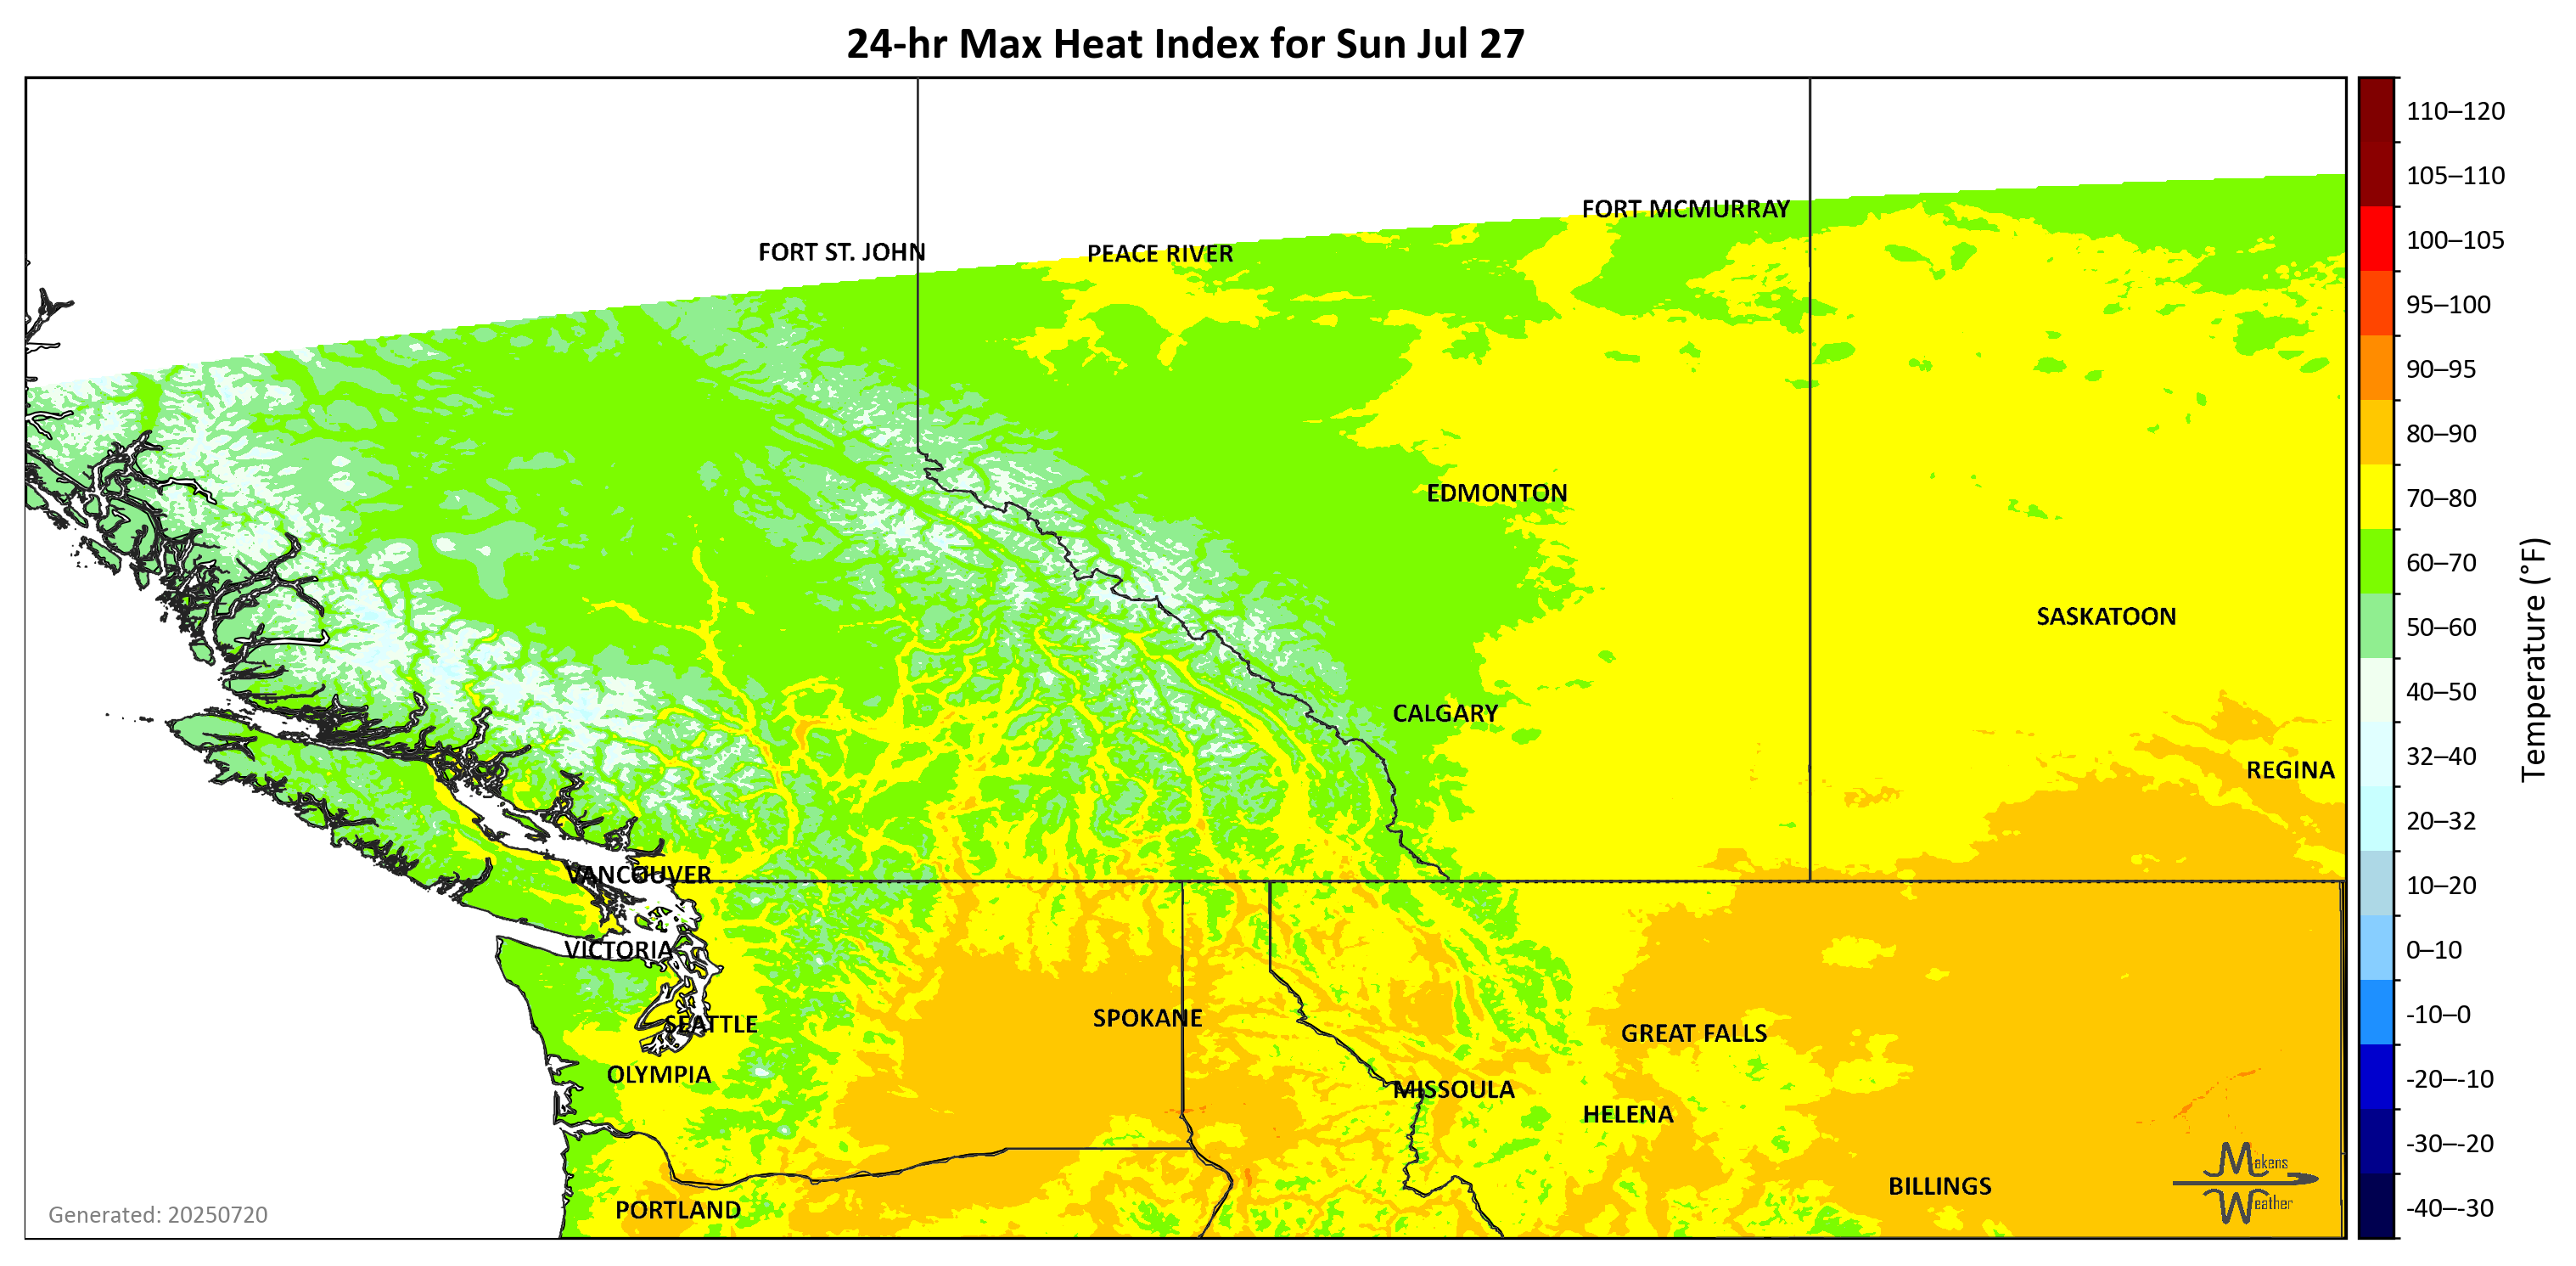 24-hr Max Heat Index for Sun Jul 27
110–120
105–110
FORT MCMURRAY
100–105
FORT ST. JOHN
PEACE RIVER
95–100
90–95
80–90
EDMONTON
70–80
60–70
SASKATOON
50–60
Temperature (°F)
40–50
CALGARY
32–40
REGINA
20–32
VANCOUVER
10–20
VICTORIA
0–10
SEATTLE
SPOKANE
GREAT FALLS
-10–0
OLYMPIA
MISSOULA
HELENA
-20–-10
-30–-20
Makens
Weather
BILLINGS
PORTLAND
-40–-30
Generated: 20250720